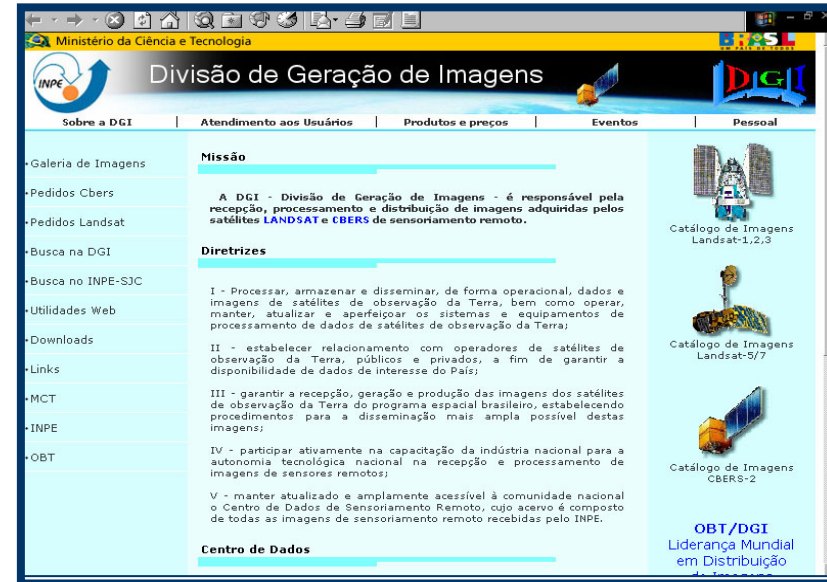 Ministério da Ciência e Tecnologia
BRASIL
UM PAÍS DE TODOS
INPE
Divisão de Geração de Imagens
DGI
Sobre a DGI
Atendimento aos Usuários
Produtos e preços
Eventos
Pessoal
•Galeria de Imagens
•Pedidos Cbers
•Pedidos Landsat
•Busca na DGI
•Busca no INPE-SJC
•Utilidades Web
•Downloads
•Links
•MCT
•INPE
•OBT
Missão
A DGI - Divisão de Geração de Imagens - é responsável pela
recepção, processamento e distribuição de imagens adquiridas pelos
satélites LANDSAT e CBERS de sensoriamento remoto.
Diretrizes
I - Processar, armazenar e disseminar, de forma operacional, dados e
imagens de satélites de observação da Terra, bem como operar,
manter, atualizar e aperfeiçoar os sistemas e equipamentos de
processamento de dados de satélites de observação da Terra;
II - estabelecer relacionamento com operadores de satélites de
observação da Terra, públicos e privados, a fim de garantir a
disponibilidade de dados de interesse do País;
III - garantir a recepção, geração e produção das imagens dos satélites
de observação da Terra do programa espacial brasileiro, estabelecendo
procedimentos para a disseminação mais ampla possível destas
imagens;
IV - participar ativamente na capacitação da indústria nacional para a
autonomia tecnológica nacional na recepção e processamento de
imagens de sensores remotos;
V - manter atualizado e amplamente acessível à comunidade nacional
o Centro de Dados de Sensoriamento Remoto, cujo acervo é composto
de todas as imagens de sensoriamento remoto recebidas pelo INPE.
Centro de Dados
Catálogo de Imagens
Landsat-1,2,3
Catálogo de Imagens
Landsat-5/7
Catálogo de Imagens
CBERS-2
OBT/DGI
Liderança Mundial
em Distribuição
de Imagens